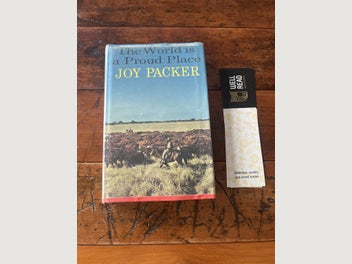 The World is
a Proud Place
JOY PACKER
WELL
READ